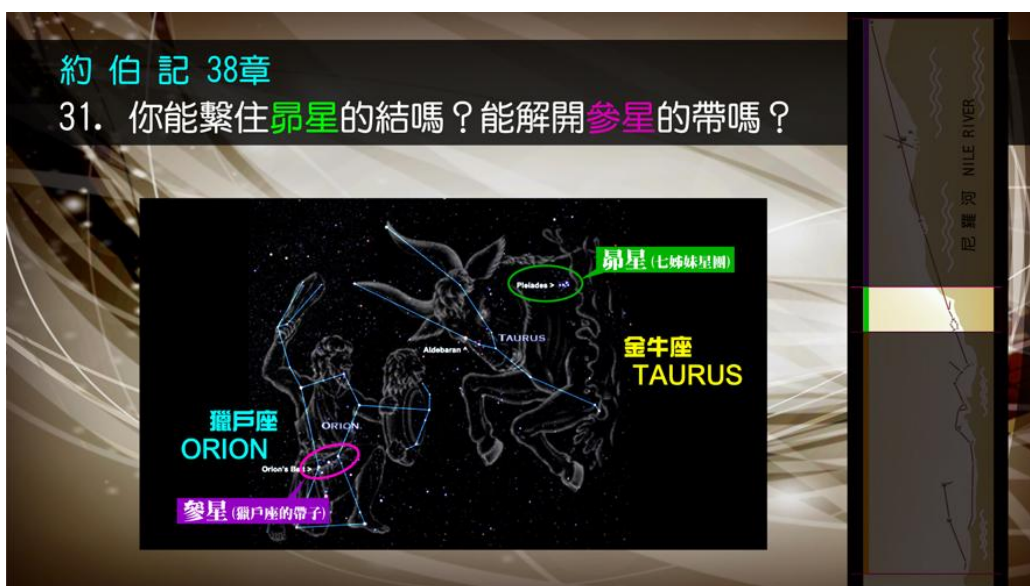 約伯記 38章
31. 你能繫住昴星的結嗎？能解開參星的帶嗎？
昴星(七姊妹星團)
Pleiades >
TAURUS
Aldebaran ^
金牛座
TAURUS
獵戶座
ORION
ORION
Orion's Belt >
參星(獵戶座的帶子)
尼羅河 NILE RIVER